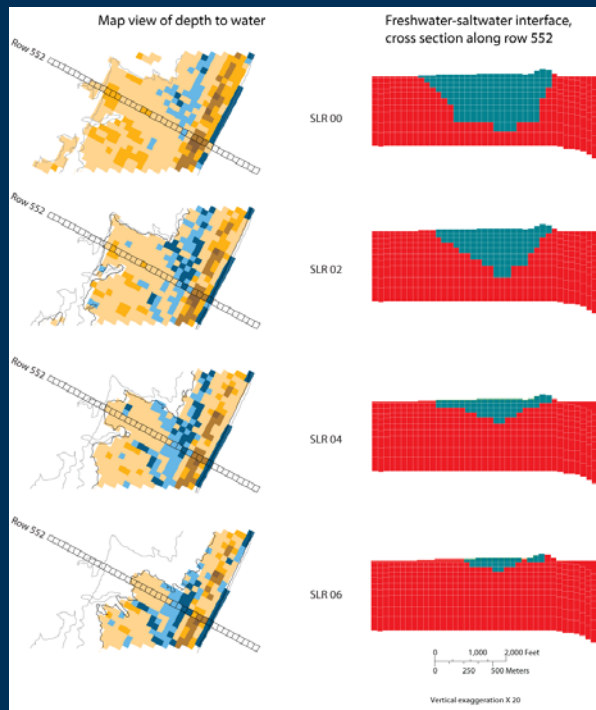 Map view of depth to water
Freshwater-saltwater interface,
cross section along row 552
Row 552
SLR 00
Row 552
SLR 02
Row 552
SLR 04
Row 552
SLR 06
0 1,000 2,000 Feet
0 250 500 Meters
Vertical exaggeration X 20